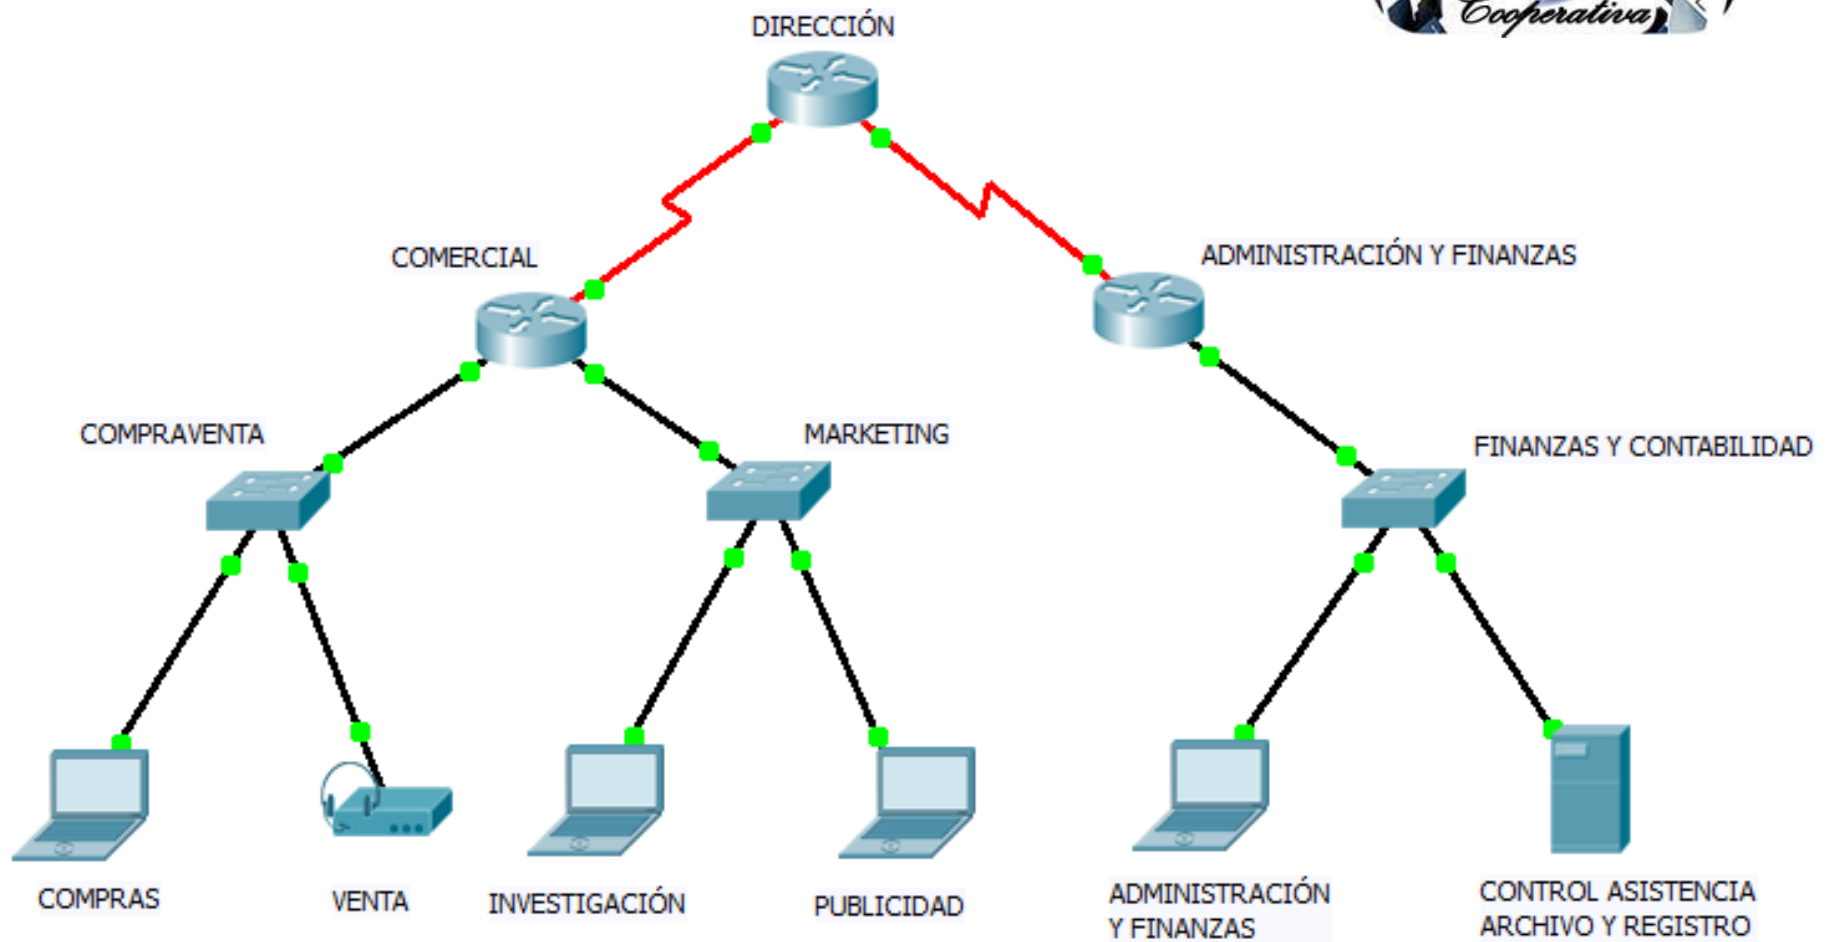 Cooperativa
DIRECCIÓN
COMERCIAL
ADMINISTRACIÓN Y FINANZAS
COMPRAVENTA
MARKETING
FINANZAS Y CONTABILIDAD
COMPRAS
VENTA
INVESTIGACIÓN
PUBLICIDAD
ADMINISTRACIÓN
Y FINANZAS
CONTROL ASISTENCIA
ARCHIVO Y REGISTRO